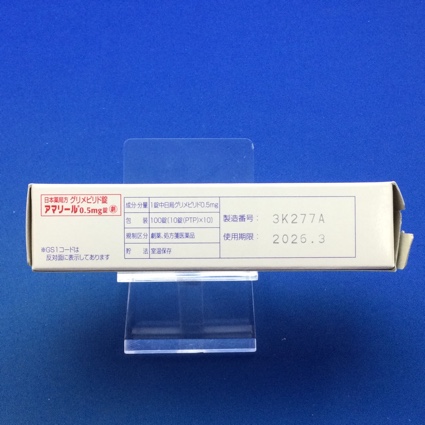 日本薬局方 グリメピリド錠
アマリール® 0.5mg錠 劇
※GS1コードは
反対面に表示してあります
成分・分量 1錠中日局グリメピリド0.5mg
包 装 100錠(10錠(PTP)×10)
規制区分 劇薬、処方箋医薬品
貯 法 室温保存
製造番号: 3K277A
使用期限: 2026.3